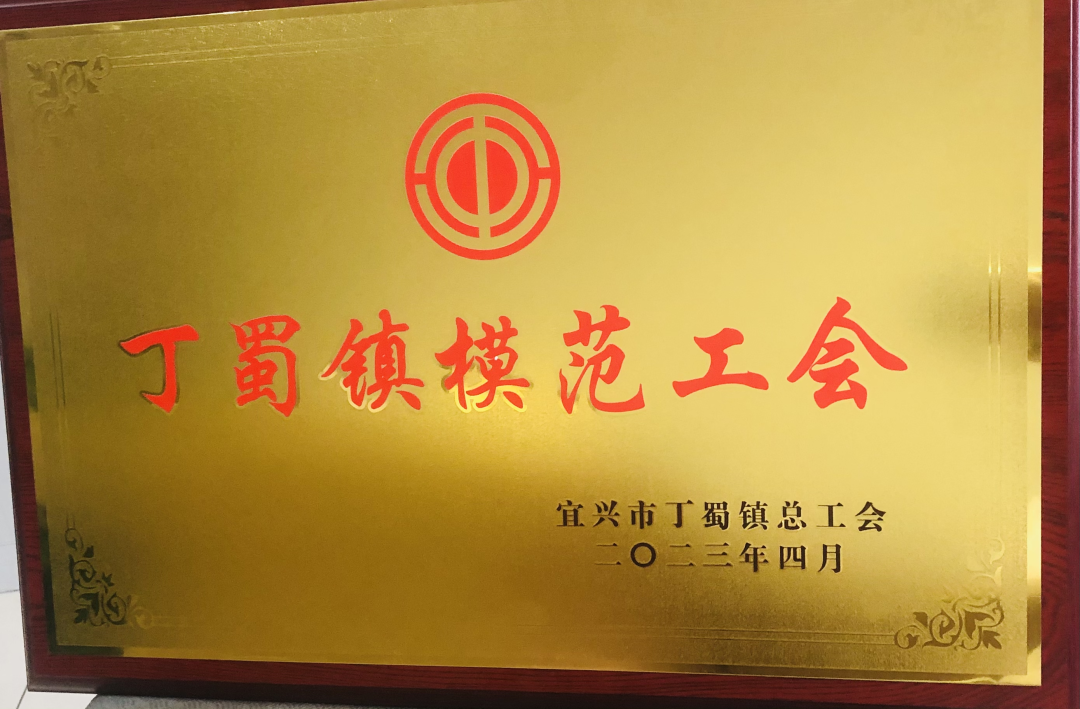 丁蜀镇模范工会
宜兴市丁蜀镇总工会
二〇二三年四月